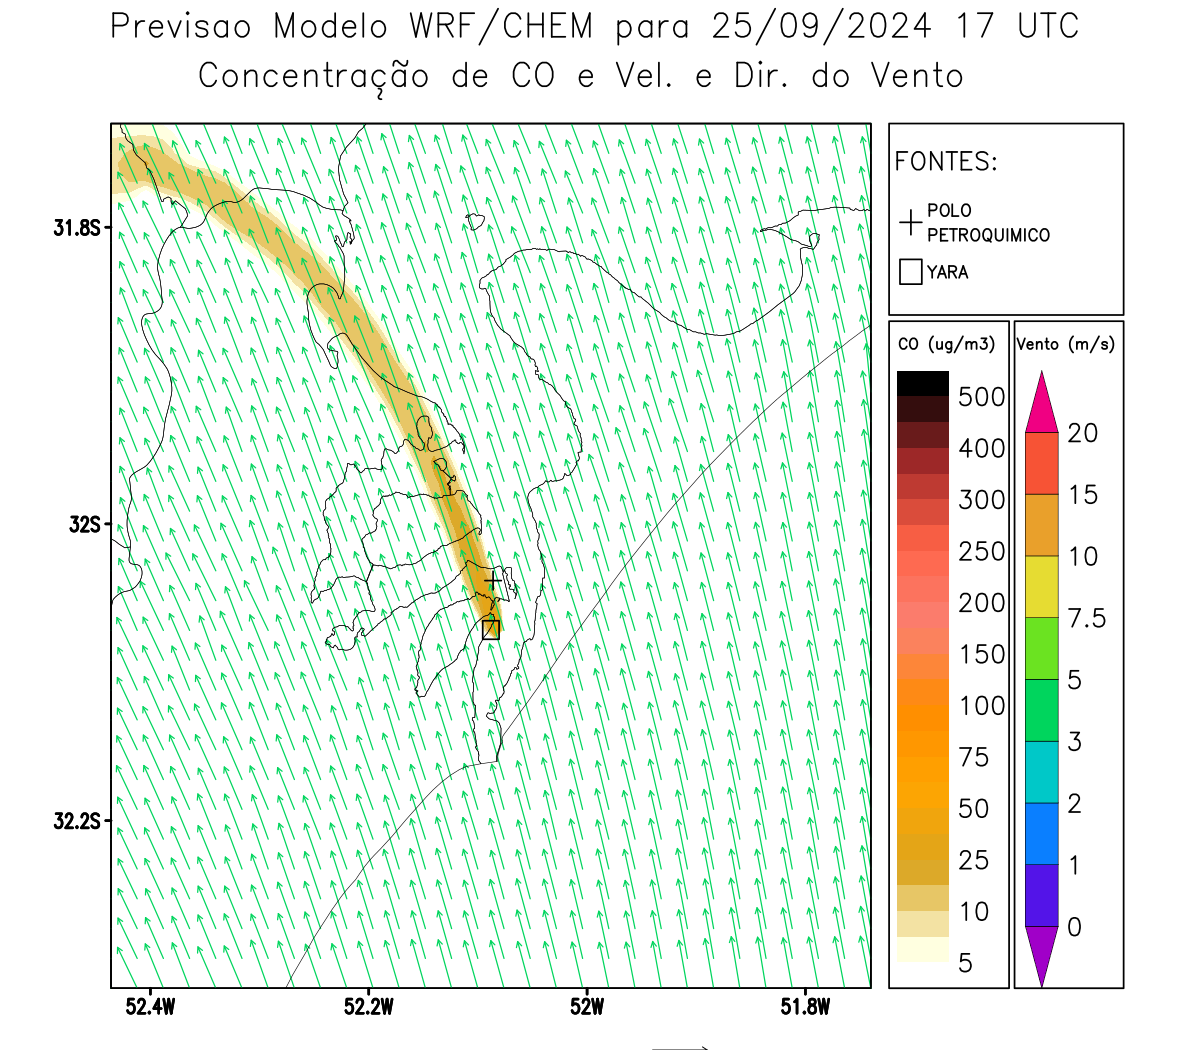 Previsao Modelo WRF/CHEM para 25/09/2024 17 UTC
Concentração de CO e Vel. e Dir. do Vento
FONTES:
POLO
PETROQUIMICO
YARA
31.8S
32S
32.2S
52.4W
52.2W
52W
51.8W
CO (ug/m3)
500
400
300
250
200
150
100
75
50
25
10
5
Vento (m/s)
20
15
10
7.5
5
3
2
1
0